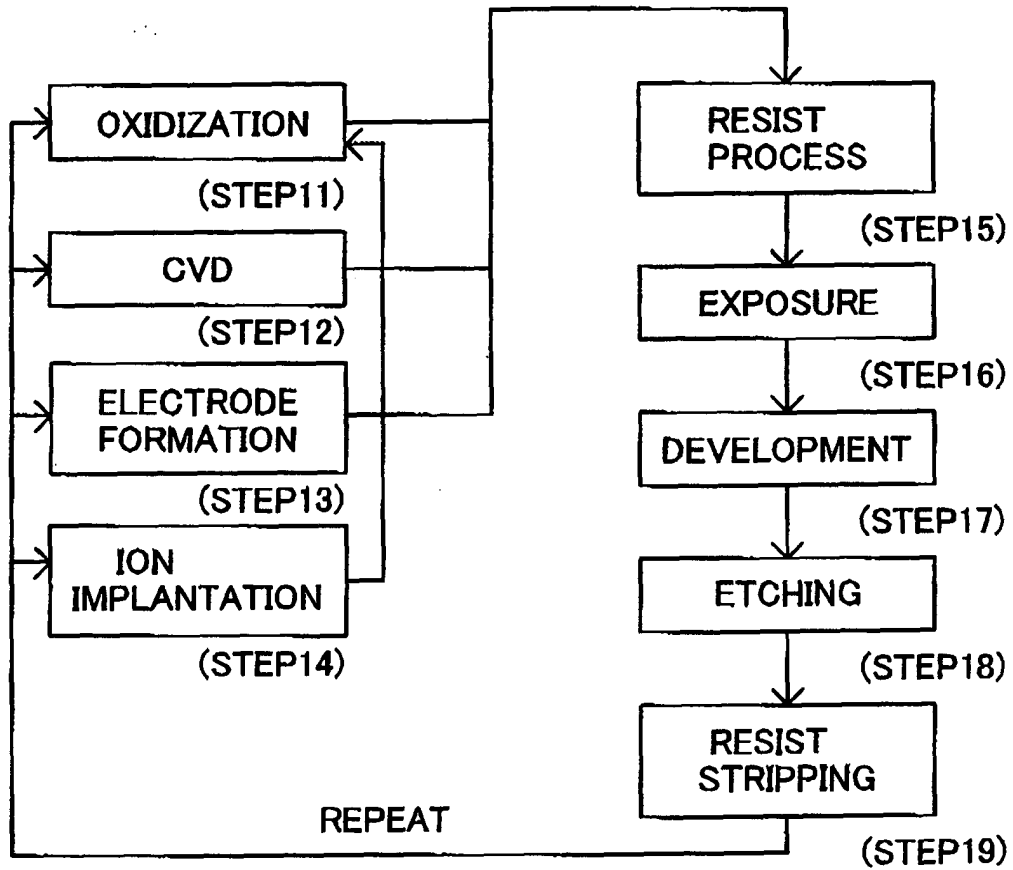 OXIDIZATION
(STEP11)
CVD
(STEP12)
ELECTRODE
FORMATION
(STEP13)
ION
IMPLANTATION
(STEP14)
RESIST
PROCESS
(STEP15)
EXPOSURE
(STEP16)
DEVELOPMENT
(STEP17)
ETCHING
(STEP18)
RESIST
STRIPPING
(STEP19)
REPEAT